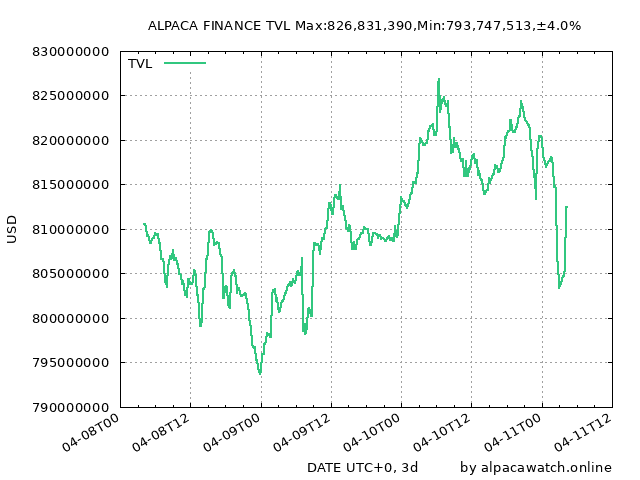 ALPACA FINANCE TVL Max:826,831,390,Min:793,747,513,±4.0%
830000000
TVL
825000000
820000000
815000000
810000000
805000000
800000000
795000000
790000000
USD
04-08T00
04-08T12
04-09T00
04-09T12
04-10T00
04-10T12
04-11T00
04-11T12
DATE UTC+0, 3d
by alpacawatch.online